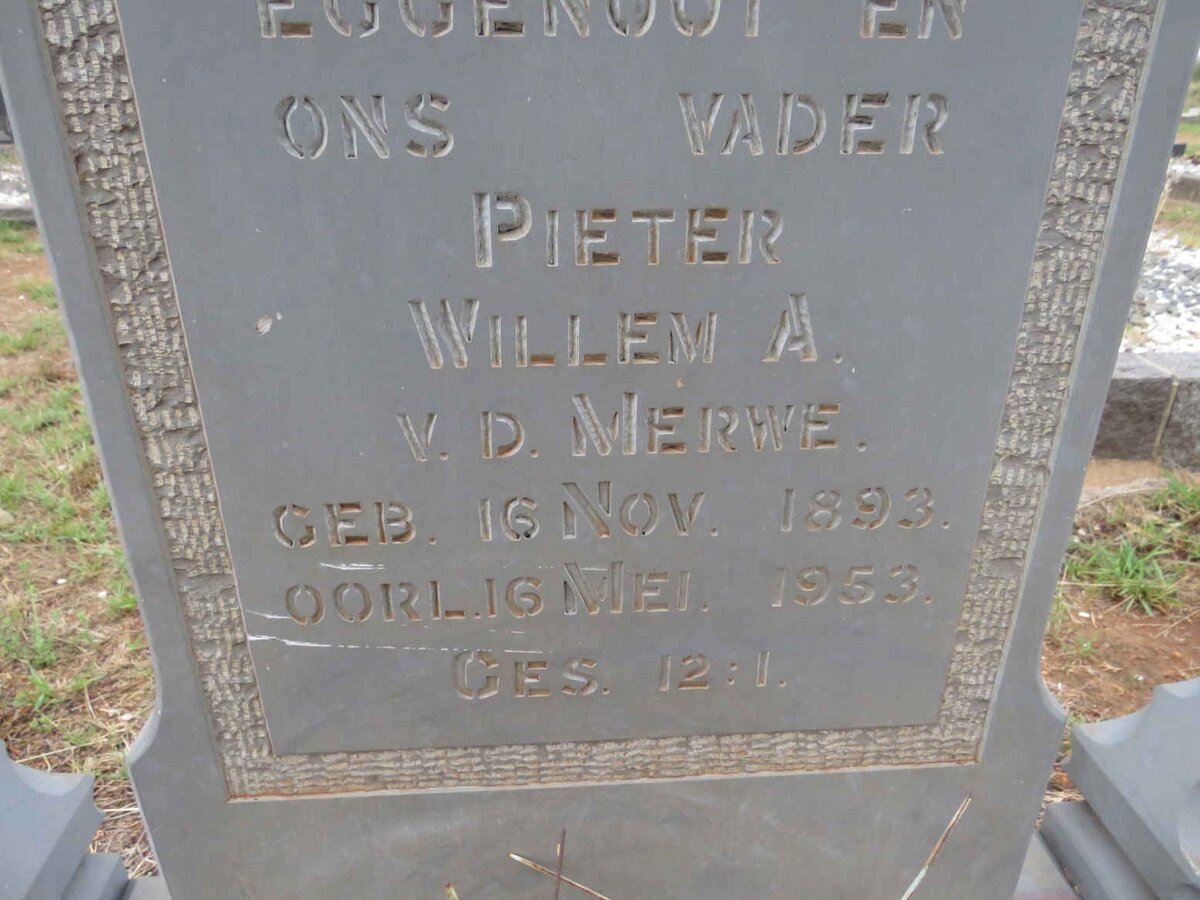 EGGENOOT EN
ONS VADER
PIETER
WILLEM A.
V. D. MERWE.
GEB. 16 NOV. 1893.
OORL. 16 MEI. 1953.
GES. 12:1.